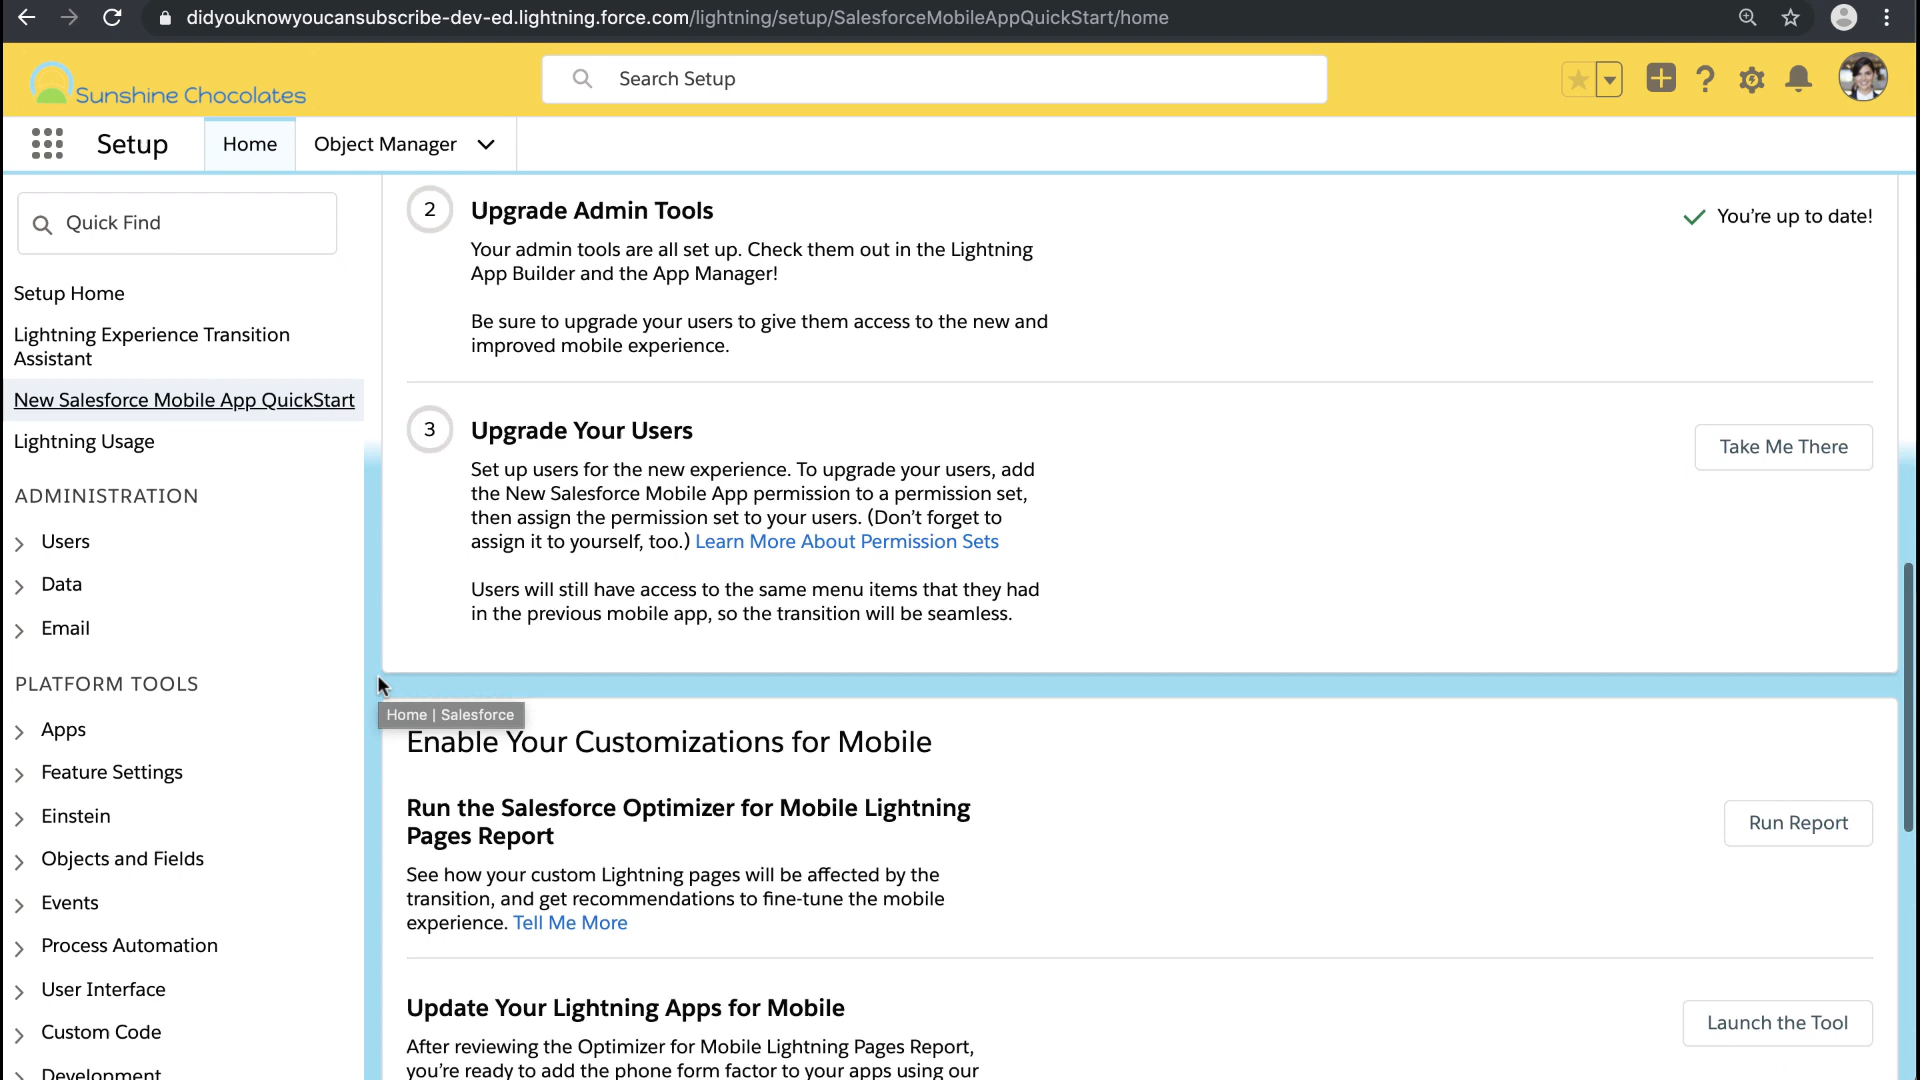 didyouknowyoucansubscribe-dev-ed.lightning.force.com/lightning/setup/SalesforceMobileAppQuickStart/home
Sunshine Chocolates
Search Setup
Setup
Home
Object Manager
Quick Find
Setup Home
Lightning Experience Transition
Assistant
New Salesforce Mobile App QuickStart
Lightning Usage
ADMINISTRATION
Users
Data
Email
PLATFORM TOOLS
Apps
Feature Settings
Einstein
Objects and Fields
Events
Process Automation
User Interface
Custom Code
Development
2
Upgrade Admin Tools
You're up to date!
Your admin tools are all set up. Check them out in the Lightning
App Builder and the App Manager!
Be sure to upgrade your users to give them access to the new and
improved mobile experience.
3
Upgrade Your Users
Take Me There
Set up users for the new experience. To upgrade your users, add
the New Salesforce Mobile App permission to a permission set,
then assign the permission set to your users. (Don't forget to
assign it to yourself, too.) Learn More About Permission Sets
Users will still have access to the same menu items that they had
in the previous mobile app, so the transition will be seamless.
Home | Salesforce
Enable Your Customizations for Mobile
Run the Salesforce Optimizer for Mobile Lightning
Pages Report
Run Report
See how your custom Lightning pages will be affected by the
transition, and get recommendations to fine-tune the mobile
experience. Tell Me More
Update Your Lightning Apps for Mobile
Launch the Tool
After reviewing the Optimizer for Mobile Lightning Pages Report,
you're ready to add the phone form factor to your apps using our